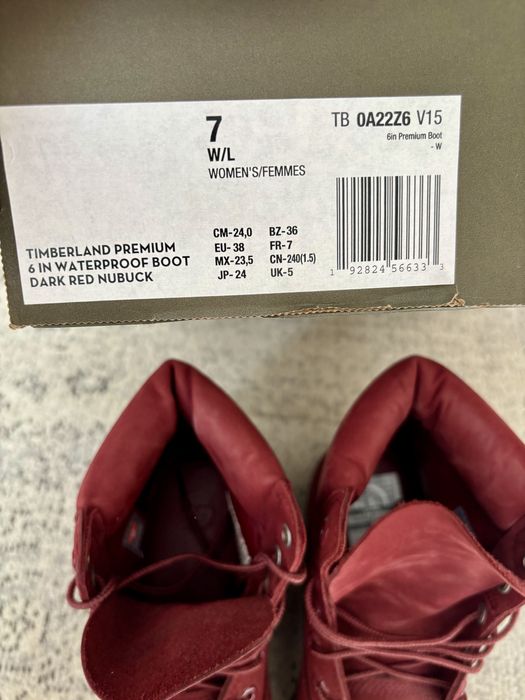 7
W/L
WOMEN'S/FEMMES
TB 0A22Z6 V15
6in Premium Boot
- W
TIMBERLAND PREMIUM
6 IN WATERPROOF BOOT
DARK RED NUBUCK
CM-24,0 BZ-36
EU- 38 FR-7
MX-23,5 CN-240(1.5)
JP- 24 UK-5
1 92824 56633 3